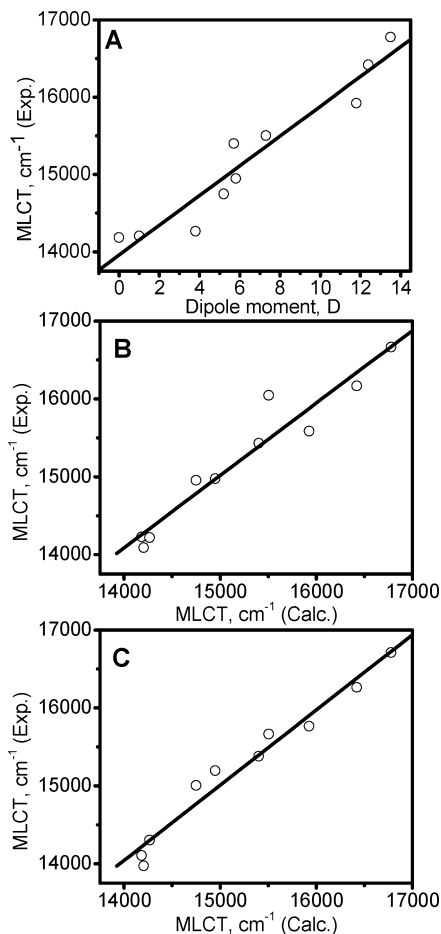 A
17000
16000
15000
14000
MLCT, cm⁻¹ (Exp.)
0 2 4 6 8 10 12 14
Dipole moment, D
B
17000
16000
15000
14000
MLCT, cm⁻¹ (Exp.)
14000 15000 16000 17000
MLCT, cm⁻¹ (Calc.)
C
17000
16000
15000
14000
MLCT, cm⁻¹ (Exp.)
14000 15000 16000 17000
MLCT, cm⁻¹ (Calc.)